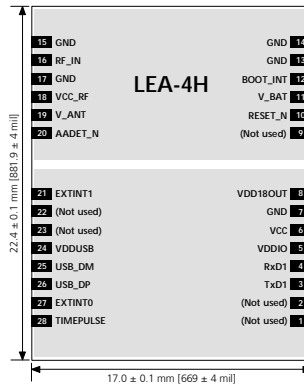 15 GND GND 14
16 RF_IN GND 13
17 GND BOOT_INT 12
LEA-4H
18 VCC_RF V_BAT 11
19 V_ANT RESET_N 10
20 AADET_N (Not used) 9
21 EXTINT1 VDD18OUT 8
22 (Not used) GND 7
23 (Not used) VCC 6
24 VDDUSB VDDIO 5
25 USB_DM RxD1 4
26 USB_DP TxD1 3
27 EXTINT0 (Not used) 2
28 TIMEPULSE (Not used) 1
22.4 ± 0.1 mm [881.9 ± 4 mil]
17.0 ± 0.1 mm [669 ± 4 mil]